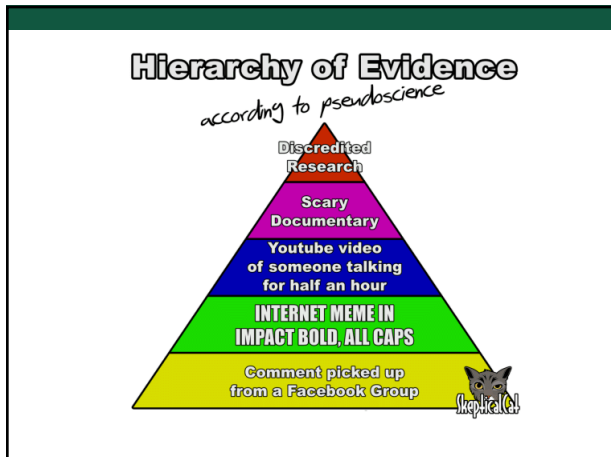 Hierarchy of Evidence
according to pseudoscience
Discredited
Research
Scary
Documentary
Youtube video
of someone talking
for half an hour
INTERNET MEME IN
IMPACT BOLD, ALL CAPS
Comment picked up
from a Facebook Group
SkepticalCat